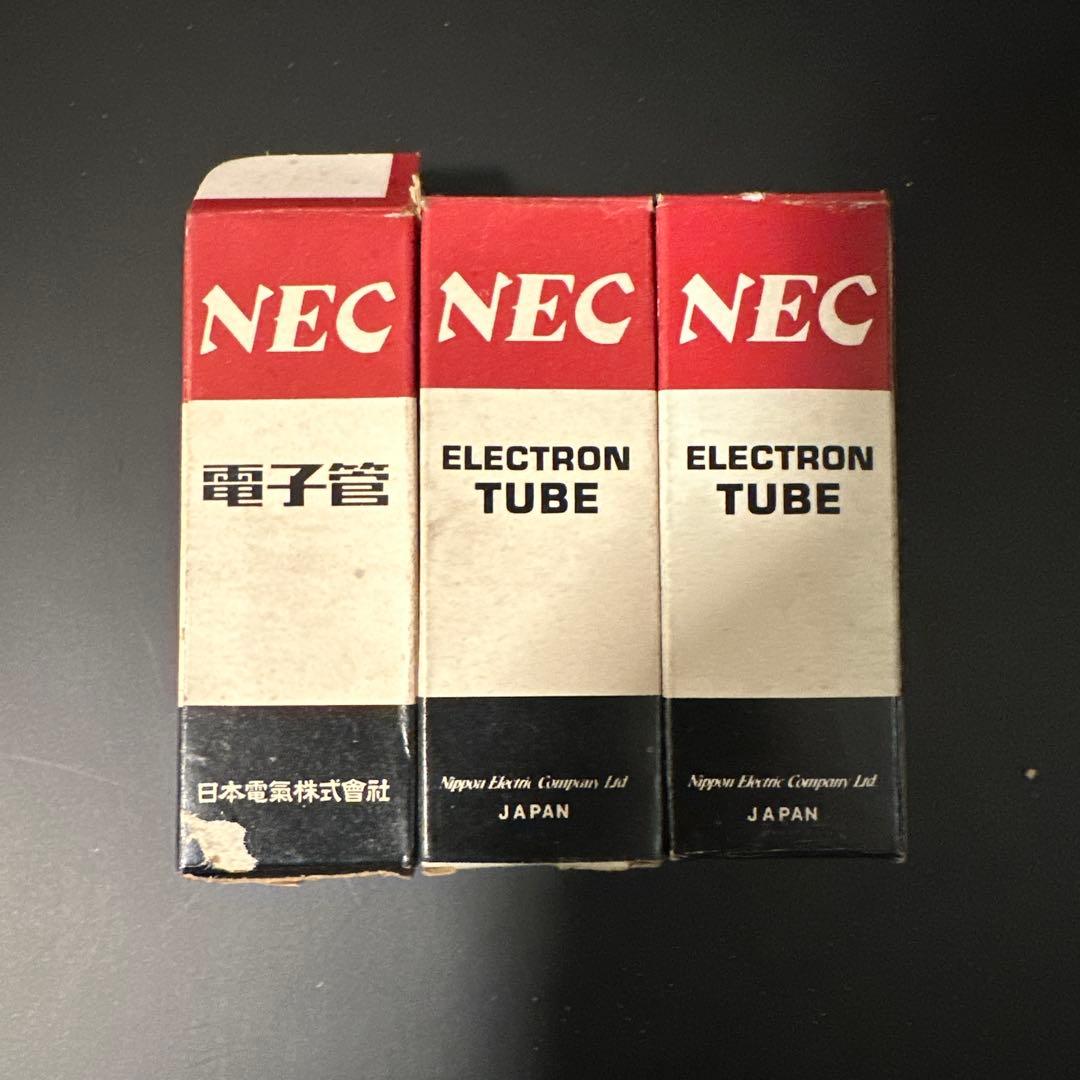 NEC
電子管
日本電氣株式會社
NEC
ELECTRON
TUBE
Nippon Electric Company Ltd
JAPAN
NEC
ELECTRON
TUBE
Nippon Electric Company Ltd.
JAPAN